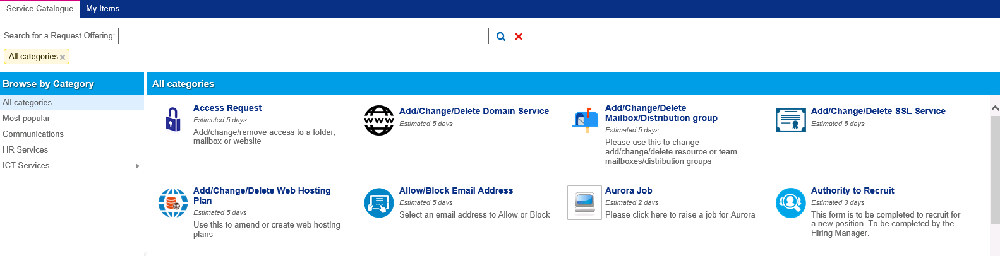 Service Catalogue
My Items
Search for a Request Offering:
All categories
Browse by Category
All categories
Most popular
Communications
HR Services
ICT Services
All categories
Access Request
Estimated 5 days
Add/change/remove access to a folder,
mailbox or website
www
Add/Change/Delete Domain Service
Estimated 5 days
Add/Change/Delete
Mailbox/Distribution group
Estimated 5 days
Please use this to change
add/change/delete resource or team
mailboxes/distribution groups
Add/Change/Delete SSL Service
Estimated 5 days
Add/Change/Delete Web Hosting
Plan
Estimated 5 days
Use this to amend or create web hosting
plans
Allow/Block Email Address
Estimated 5 days
Select an email address to Allow or Block
Aurora Job
Estimated 2 days
Please click here to raise a job for Aurora
Authority to Recruit
Estimated 3 days
This form is to be completed to recruit for
a new position. To be completed by the
Hiring Manager.